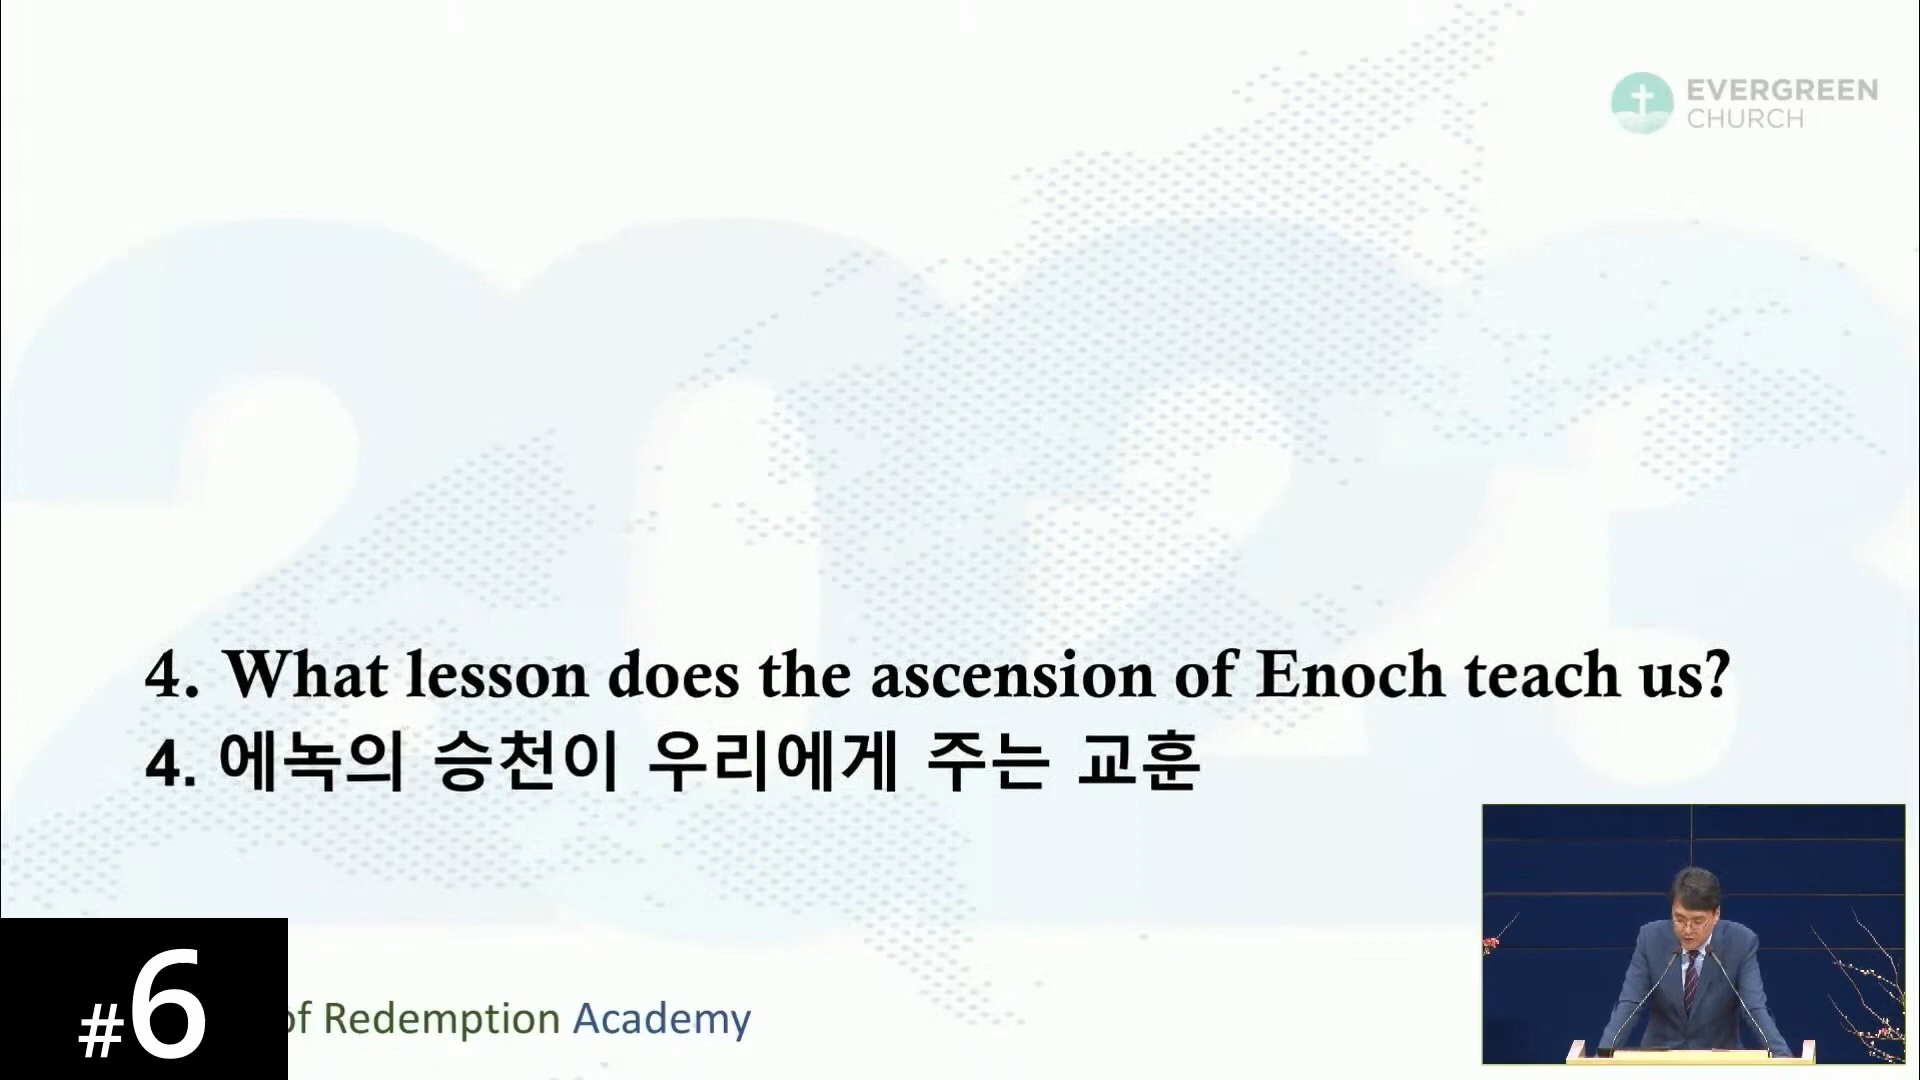 EVERGREEN
CHURCH
2023
4. What lesson does the ascension of Enoch teach us?
4. 에녹의 승천이 우리에게 주는 교훈
#6
of Redemption Academy